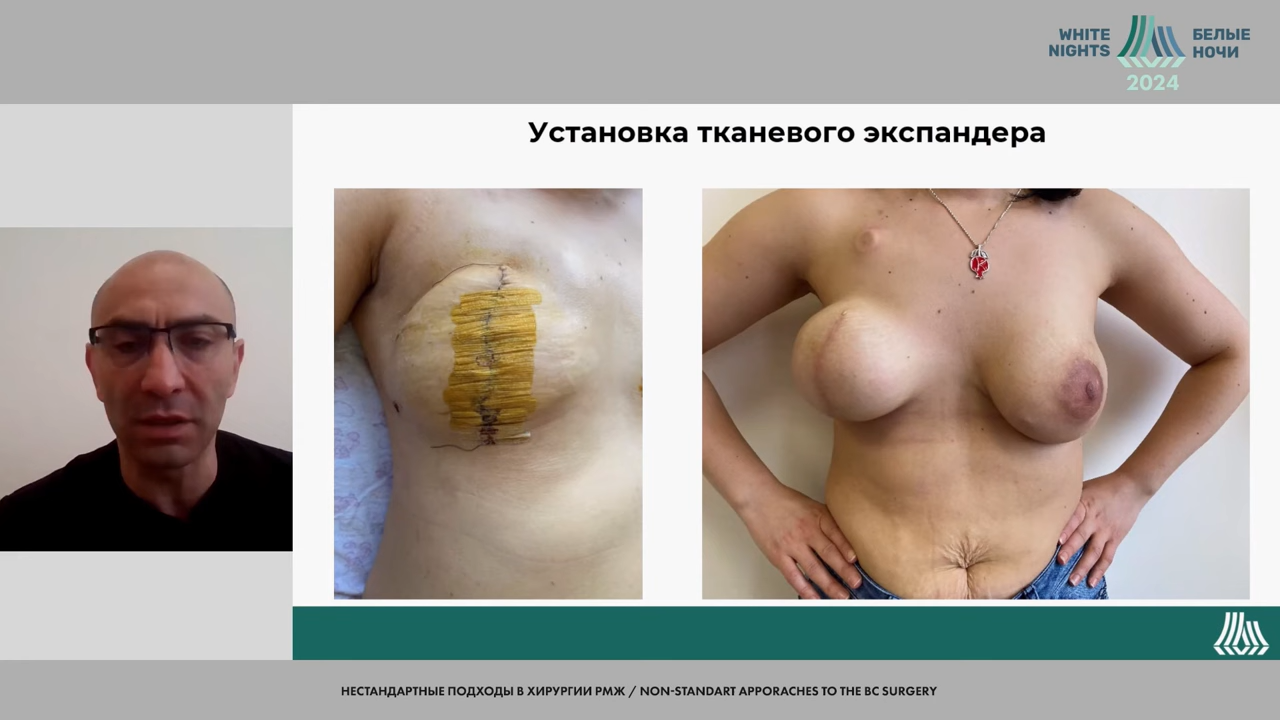 WHITE
NIGHTS
БЕЛЫЕ
НОЧИ
2024
Установка тканевого экспандера
НЕСТАНДАРТНЫЕ ПОДХОДЫ В ХИРУРГИИ РМЖ / NON-STANDART APPORACHES TO THE BC SURGERY